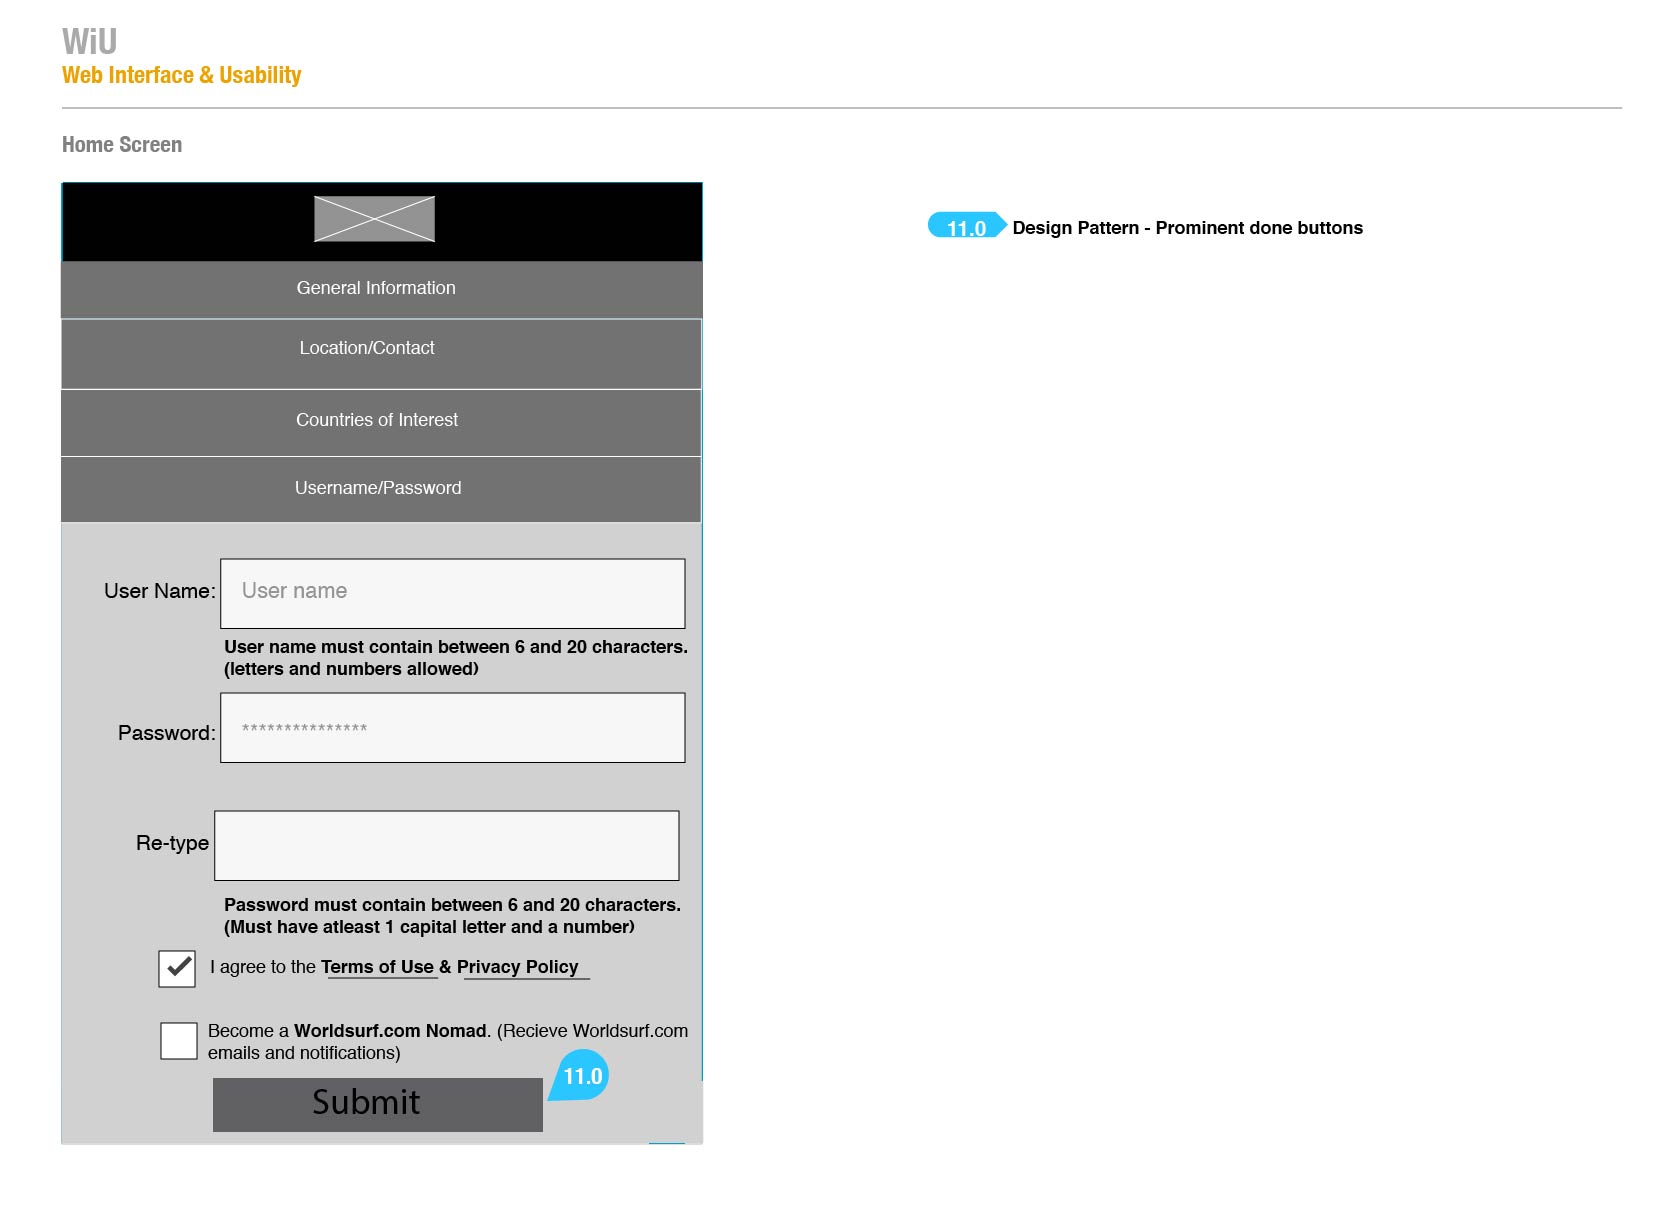 WiU
Web Interface & Usability
Home Screen
11.0 Design Pattern - Prominent done buttons
General Information
Location/Contact
Countries of Interest
Username/Password
User Name: User name
User name must contain between 6 and 20 characters.
(letters and numbers allowed)
Password: ***************
Re-type
Password must contain between 6 and 20 characters.
(Must have atleast 1 capital letter and a number)
I agree to the Terms of Use & Privacy Policy
Become a Worldsurf.com Nomad. (Recieve Worldsurf.com
emails and notifications)
11.0
Submit